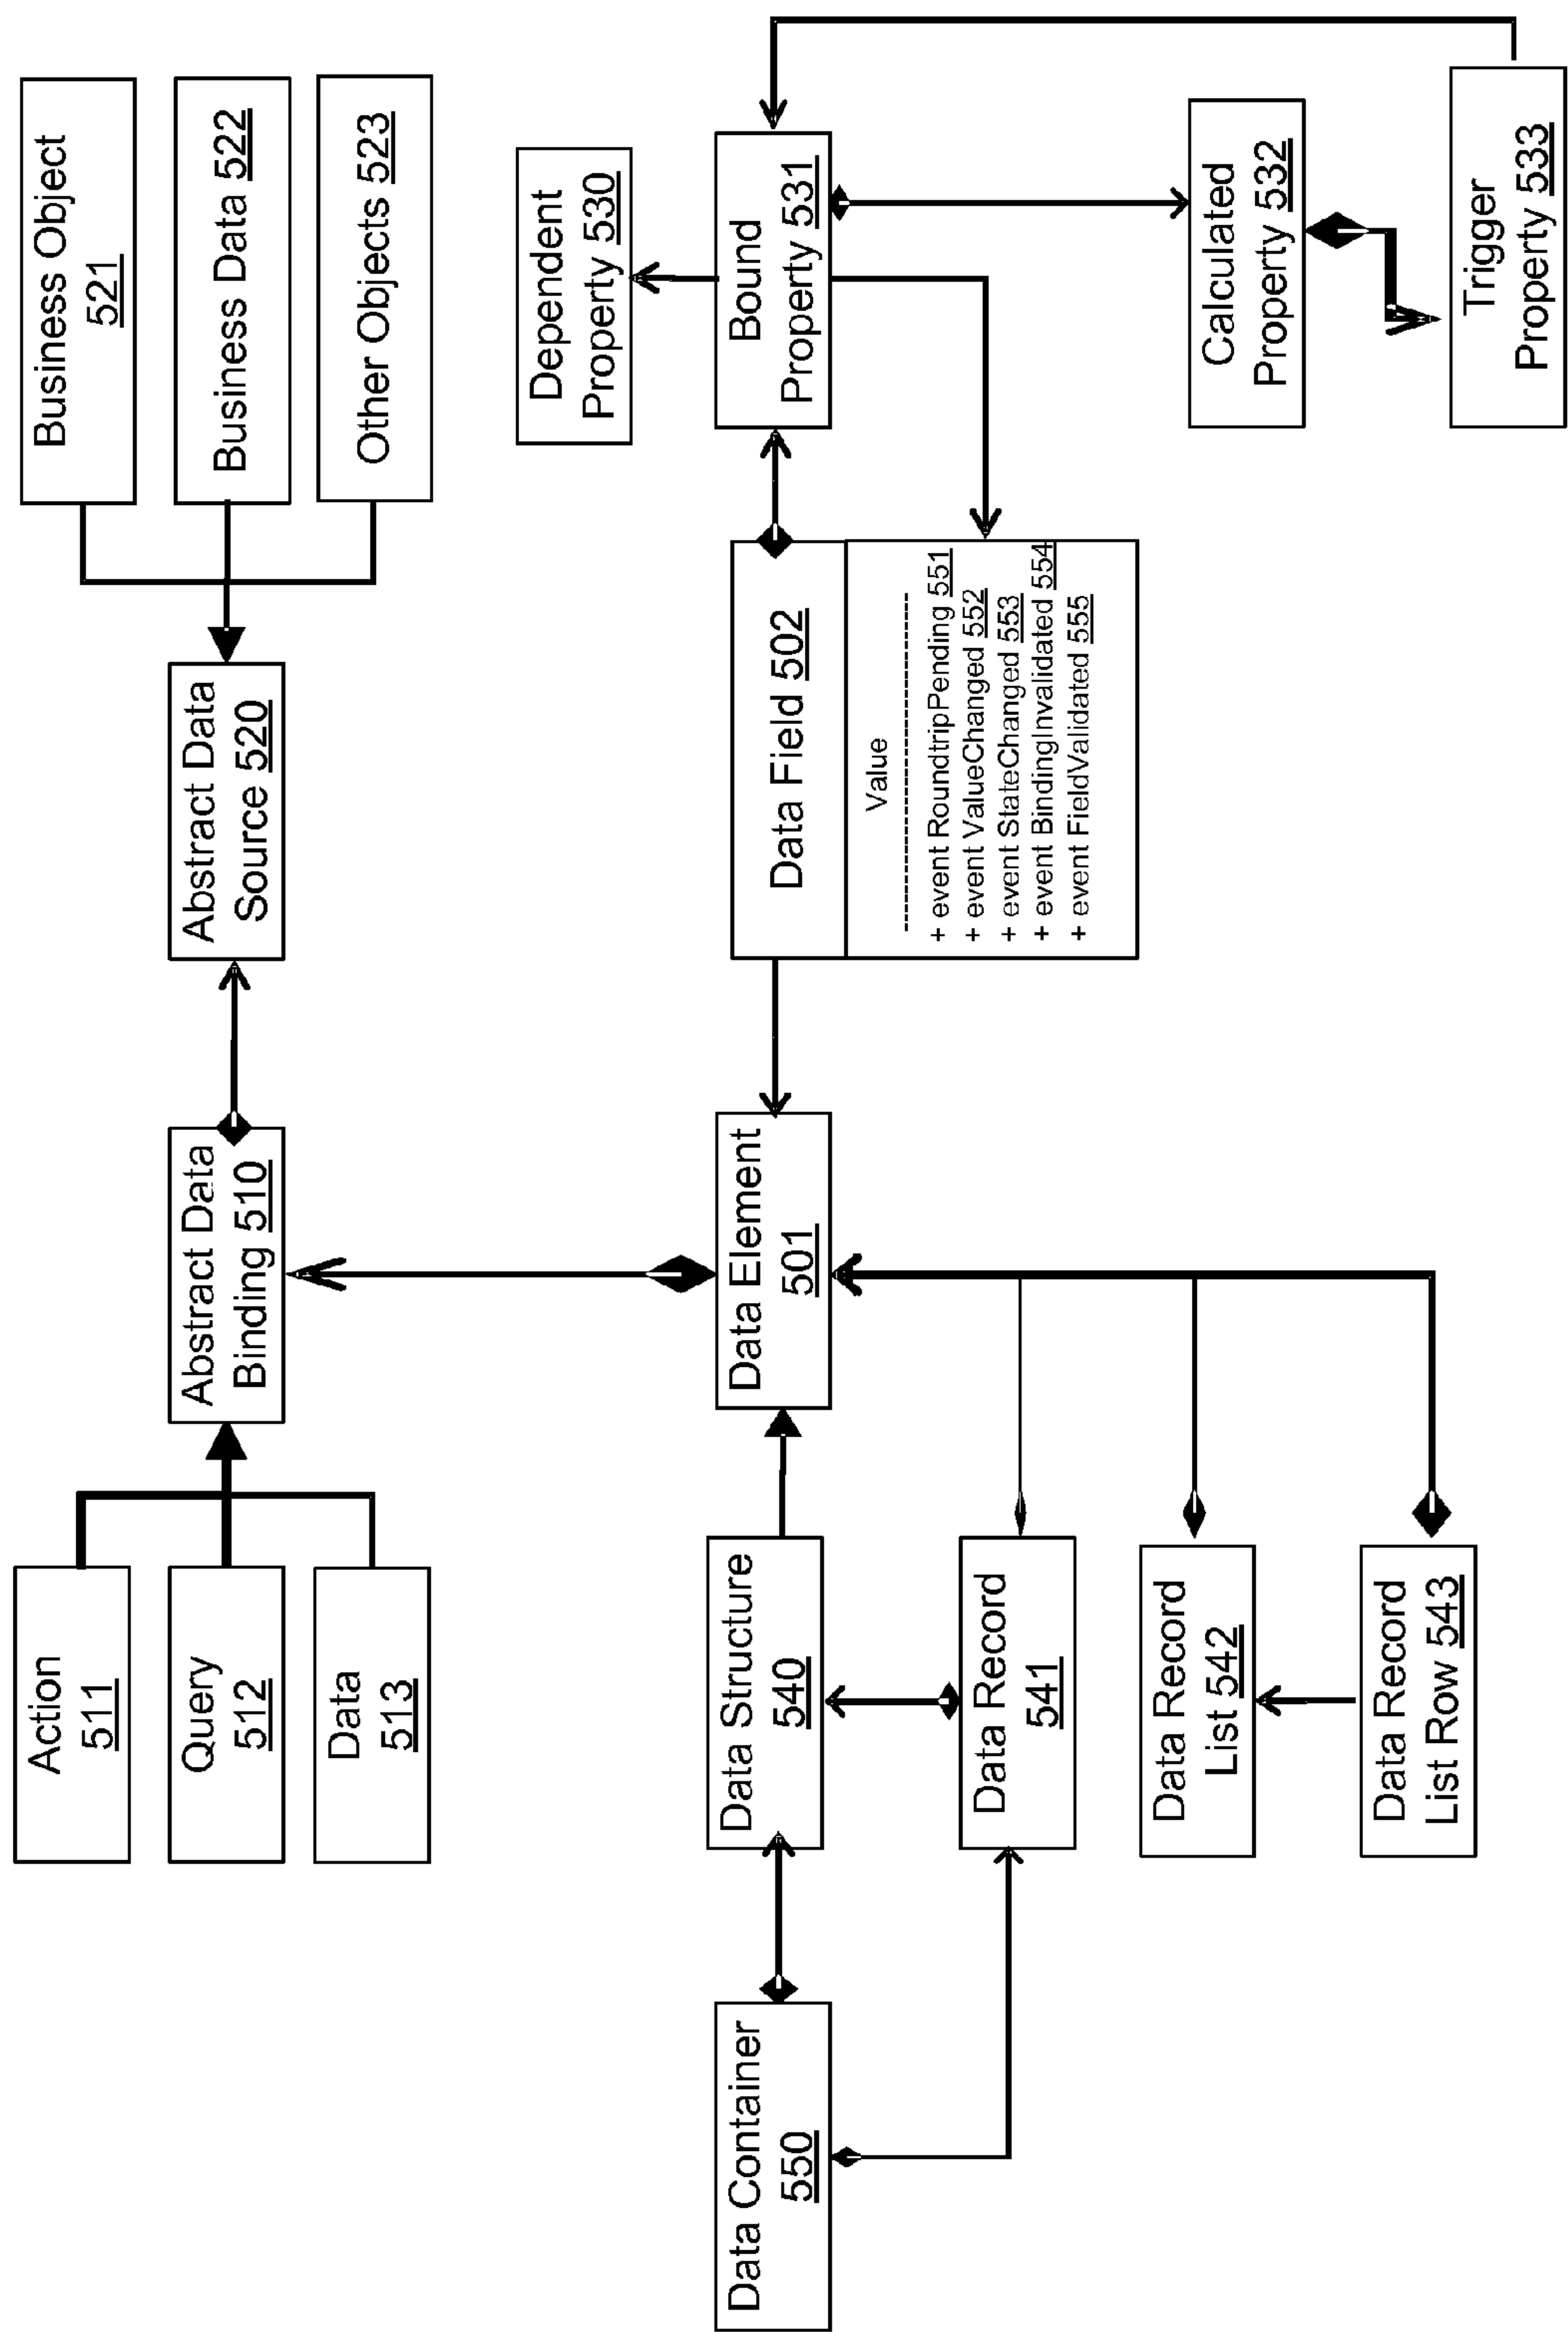 Action
511
Query
512
Data
513
Abstract Data
Binding 510
Abstract Data
Source 520
Business Object
521
Business Data 522
Other Objects 523
Dependent
Property 530
Data Container
550
Data Structure
540
Data Element
501
Data Field 502
Value
-----------------------------
+ event RoundtripPending 551
+ event ValueChanged 552
+ event StateChanged 553
+ event BindingInvalidated 554
+ event FieldValidated 555
Bound
Property 531
Data Record
541
Data Record
List 542
Data Record
List Row 543
Calculated
Property 532
Trigger
Property 533